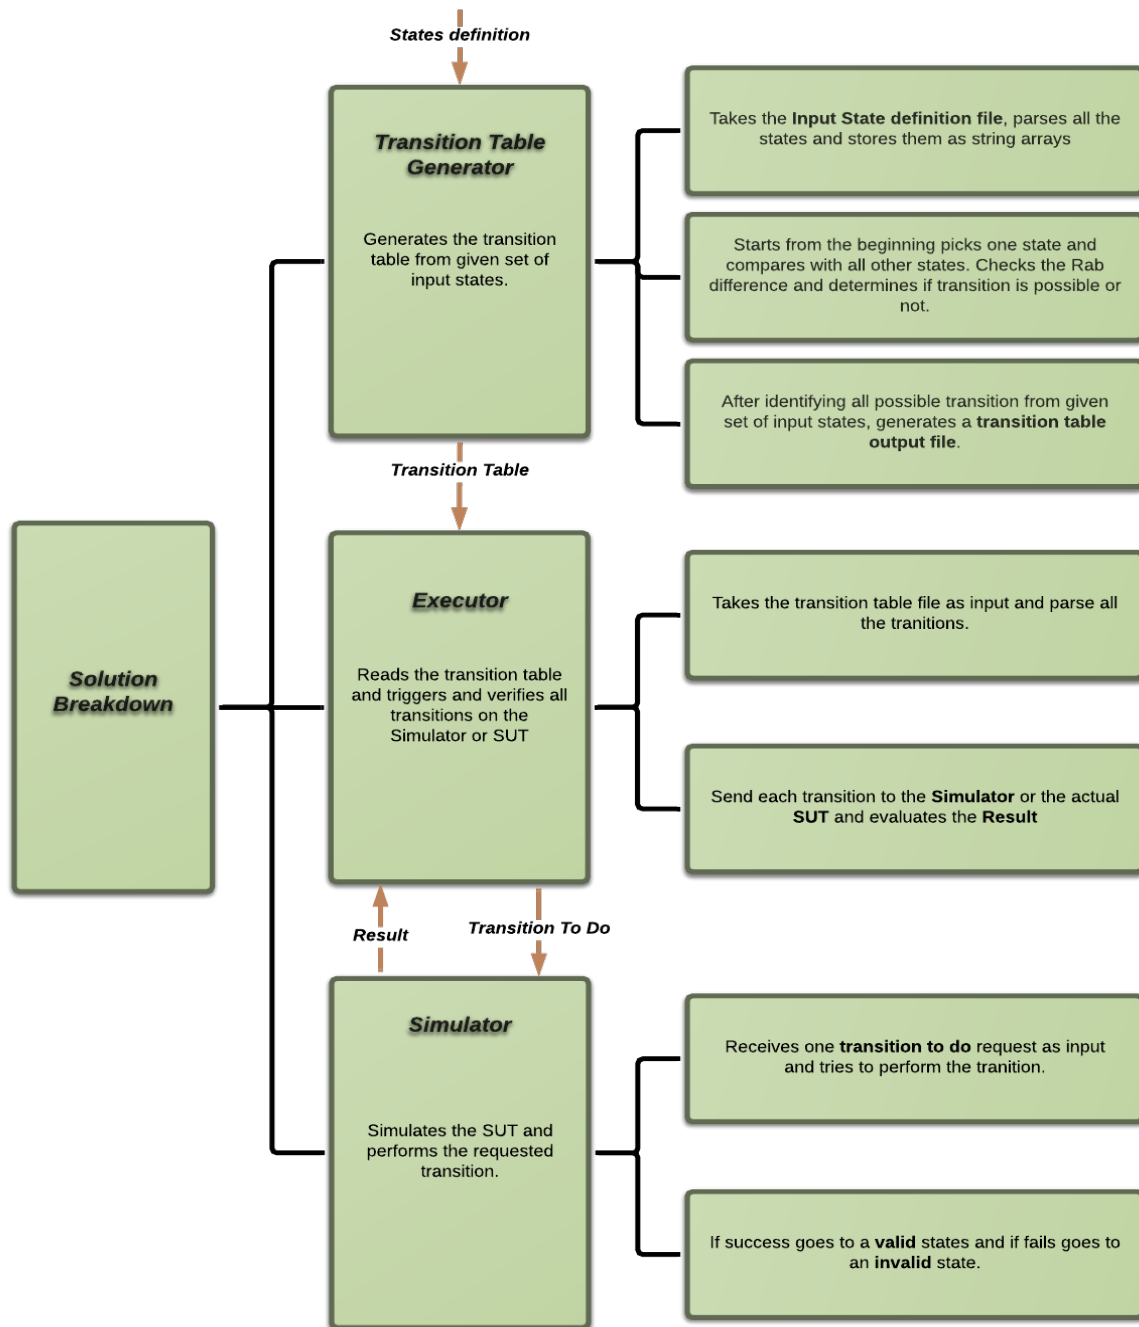 States definition
Transition Table
Generator
Generates the transition
table from given set of
input states.
Takes the Input State definition file, parses all the
states and stores them as string arrays
Starts from the beginning picks one state and
compares with all other states. Checks the Rab
difference and determines if transition is possible or
not.
After identifying all possible transition from given
set of input states, generates a transition table
output file.
Transition Table
Solution
Breakdown
Executor
Reads the transition table
and triggers and verifies all
transitions on the
Simulator or SUT
Takes the transition table file as input and parse all
the tranitions.
Send each transition to the Simulator or the actual
SUT and evaluates the Result
Result
Transition To Do
Simulator
Simulates the SUT and
performs the requested
transition.
Receives one transition to do request as input
and tries to perform the tranition.
If success goes to a valid states and if fails goes to
an invalid state.